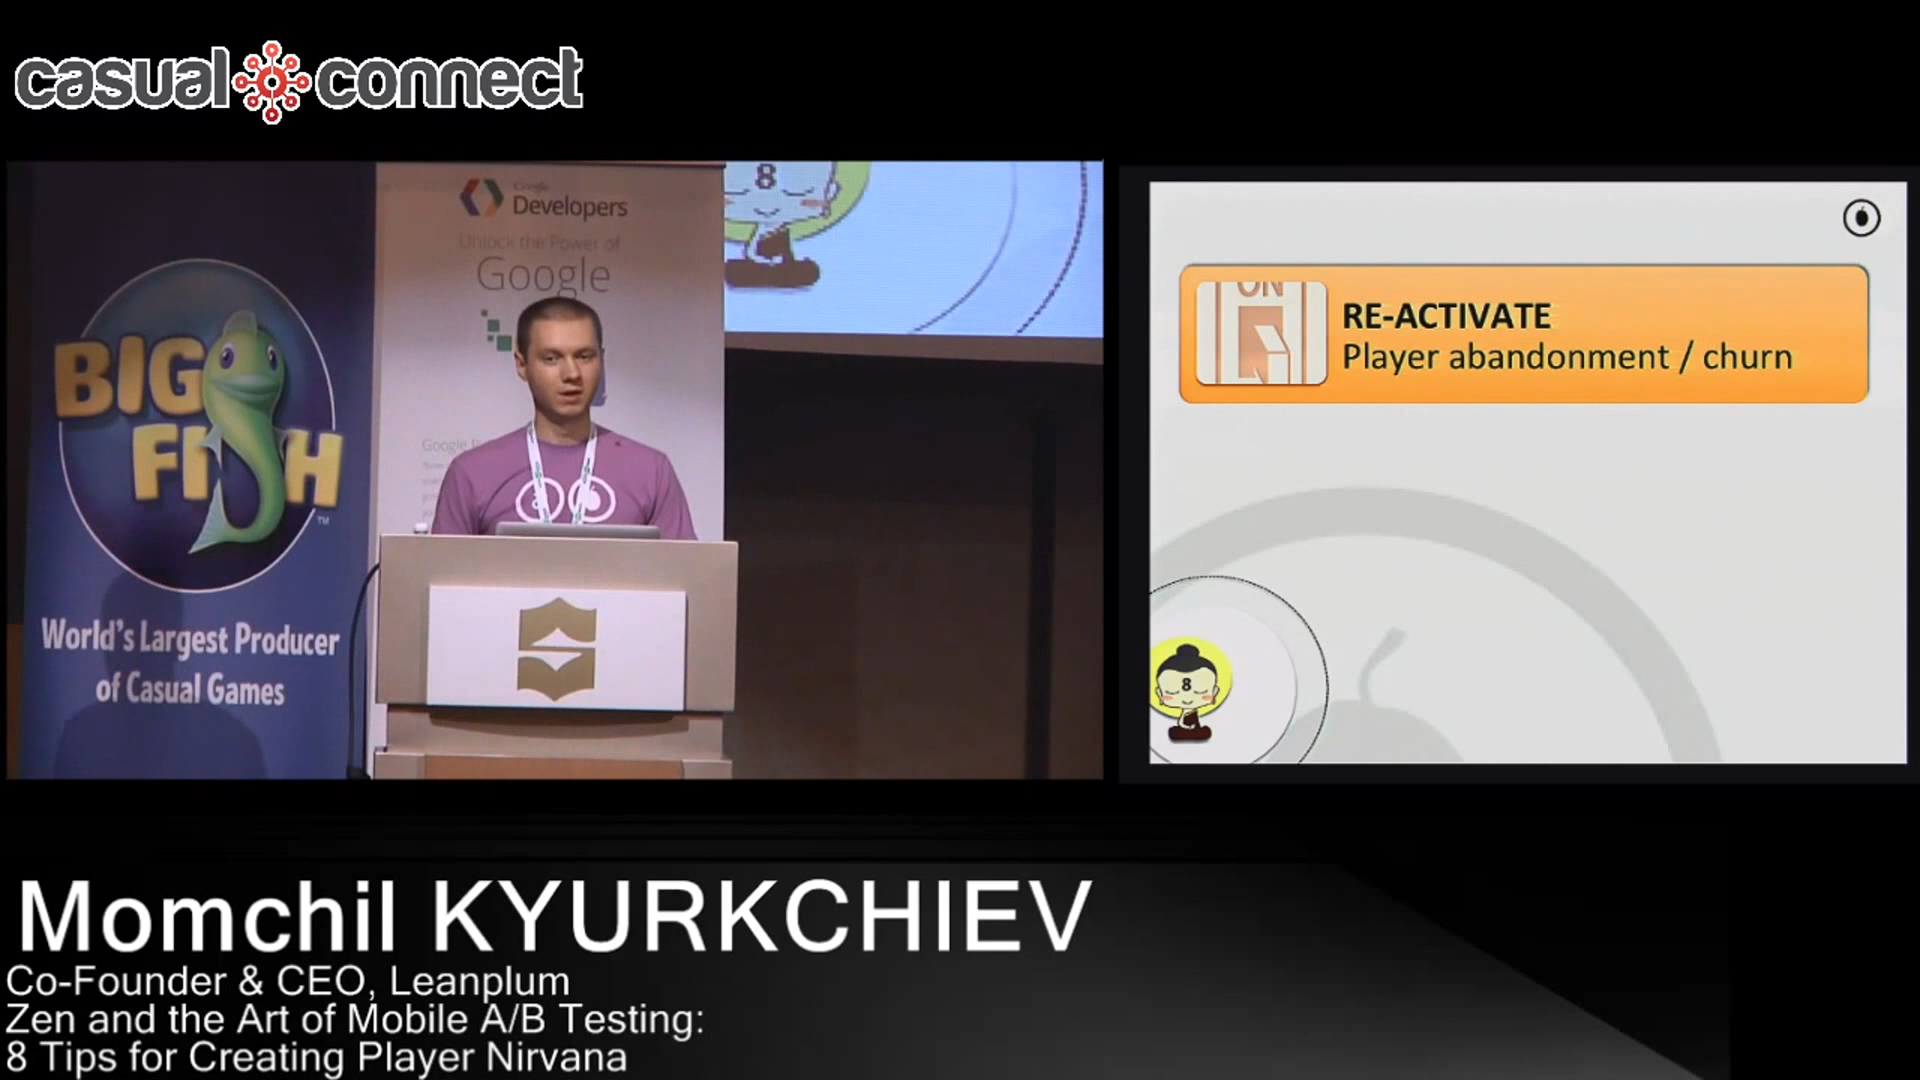 casual connect
Google
Developers
Unlock the Power of
Google
8
BIG
FISH
TM
World's Largest Producer
of Casual Games
ON
RE-ACTIVATE
Player abandonment / churn
8
Momchil KYURKCHIEV
Co-Founder & CEO, Leanplum
Zen and the Art of Mobile A/B Testing:
8 Tips for Creating Player Nirvana